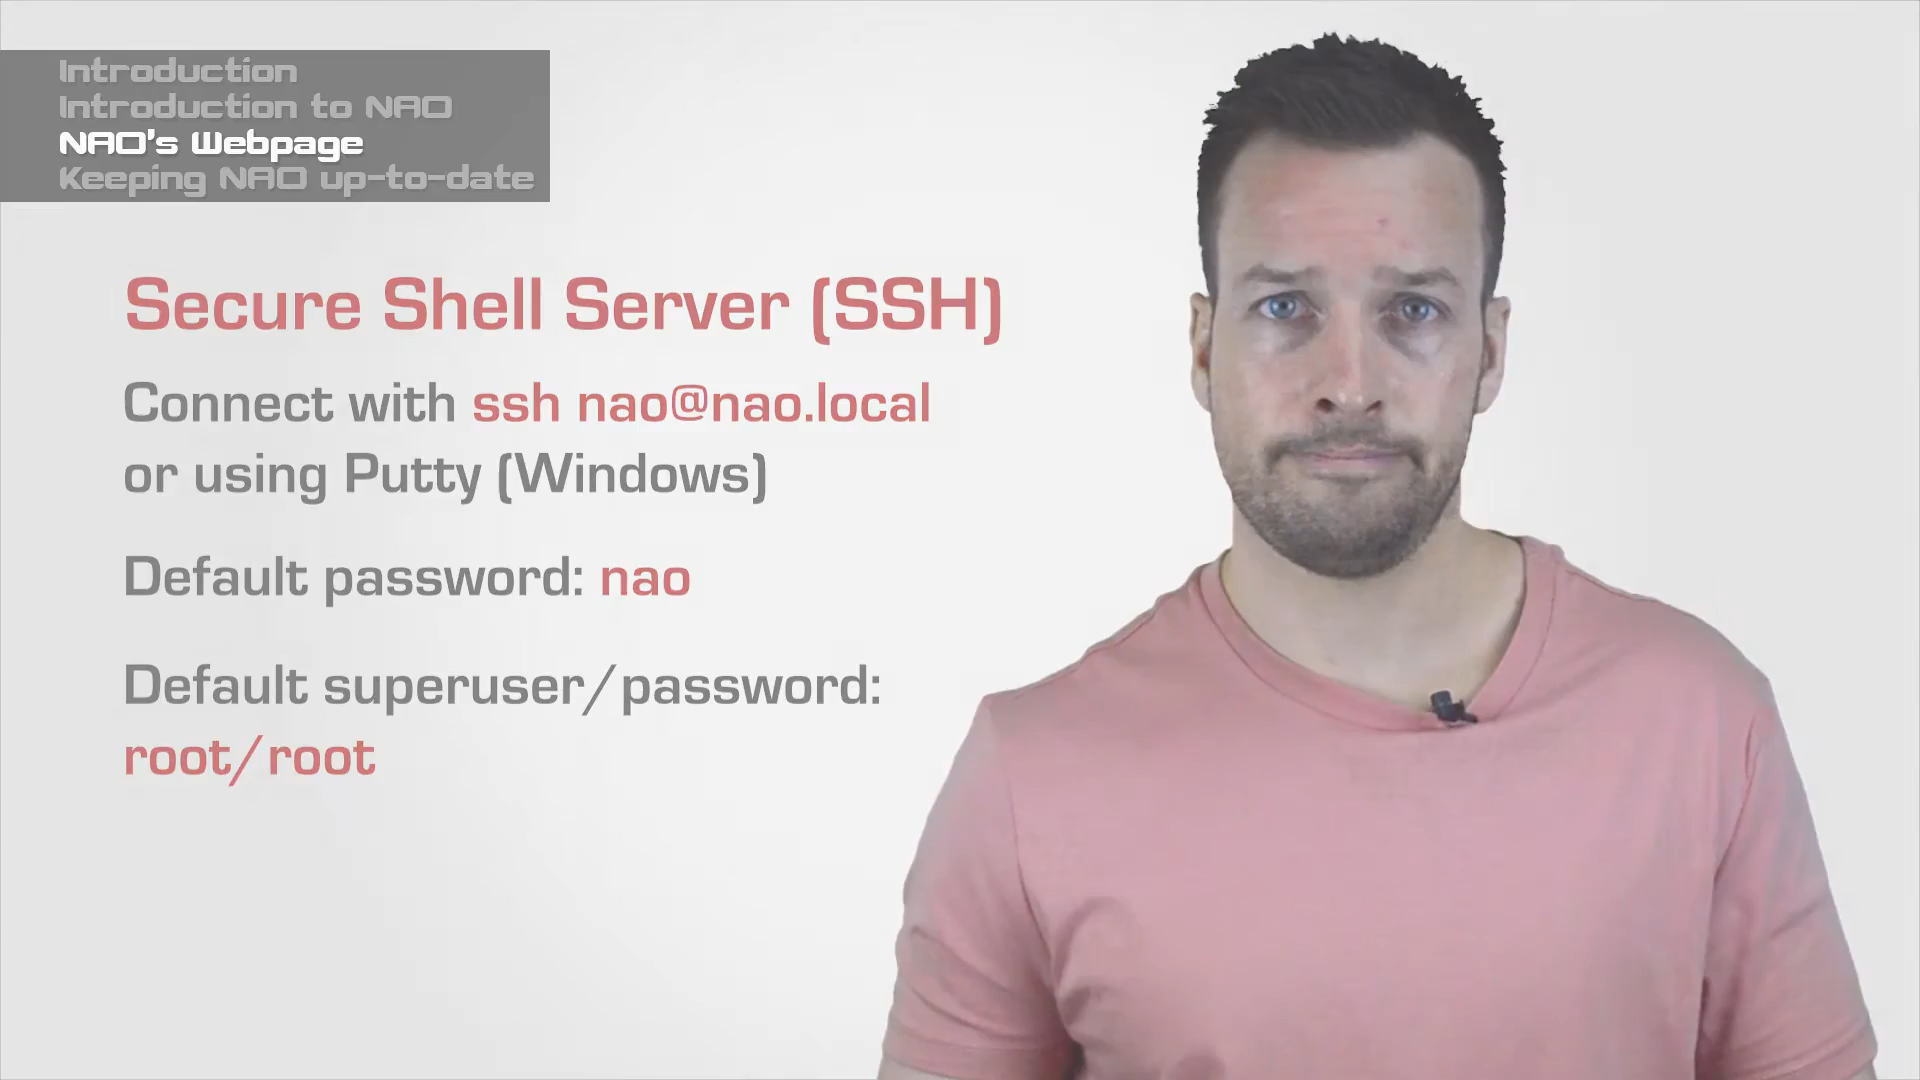 Introduction
Introduction to NAO
NAO's Webpage
Keeping NAO up-to-date
Secure Shell Server (SSH)
Connect with ssh nao@nao.local
or using Putty (Windows)
Default password: nao
Default superuser/password:
root/root